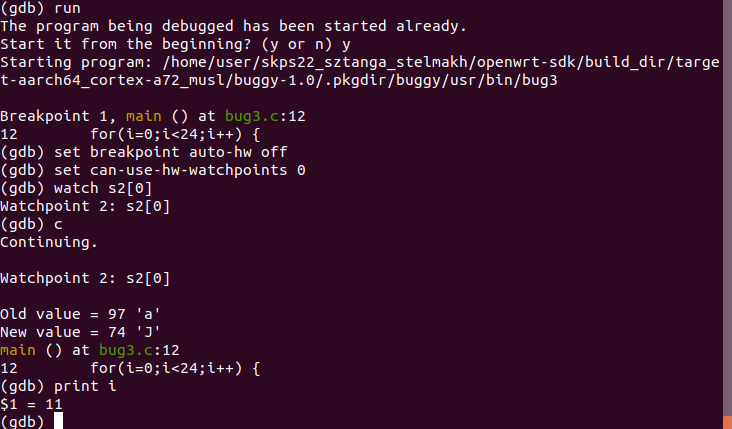 (gdb) run
The program being debugged has been started already.
Start it from the beginning? (y or n) y
Starting program: /home/user/skps22_sztanga_stelmakh/openwrt-sdk/build_dir/targe
t-aarch64_cortex-a72_musl/buggy-1.0/.pkgdir/buggy/usr/bin/bug3
Breakpoint 1, main () at bug3.c:12
12        for(i=0;i<24;i++) {
(gdb) set breakpoint auto-hw off
(gdb) set can-use-hw-watchpoints 0
(gdb) watch s2[0]
Watchpoint 2: s2[0]
(gdb) c
Continuing.
Watchpoint 2: s2[0]
Old value = 97 'a'
New value = 74 'J'
main () at bug3.c:12
12        for(i=0;i<24;i++) {
(gdb) print i
$1 = 11
(gdb)